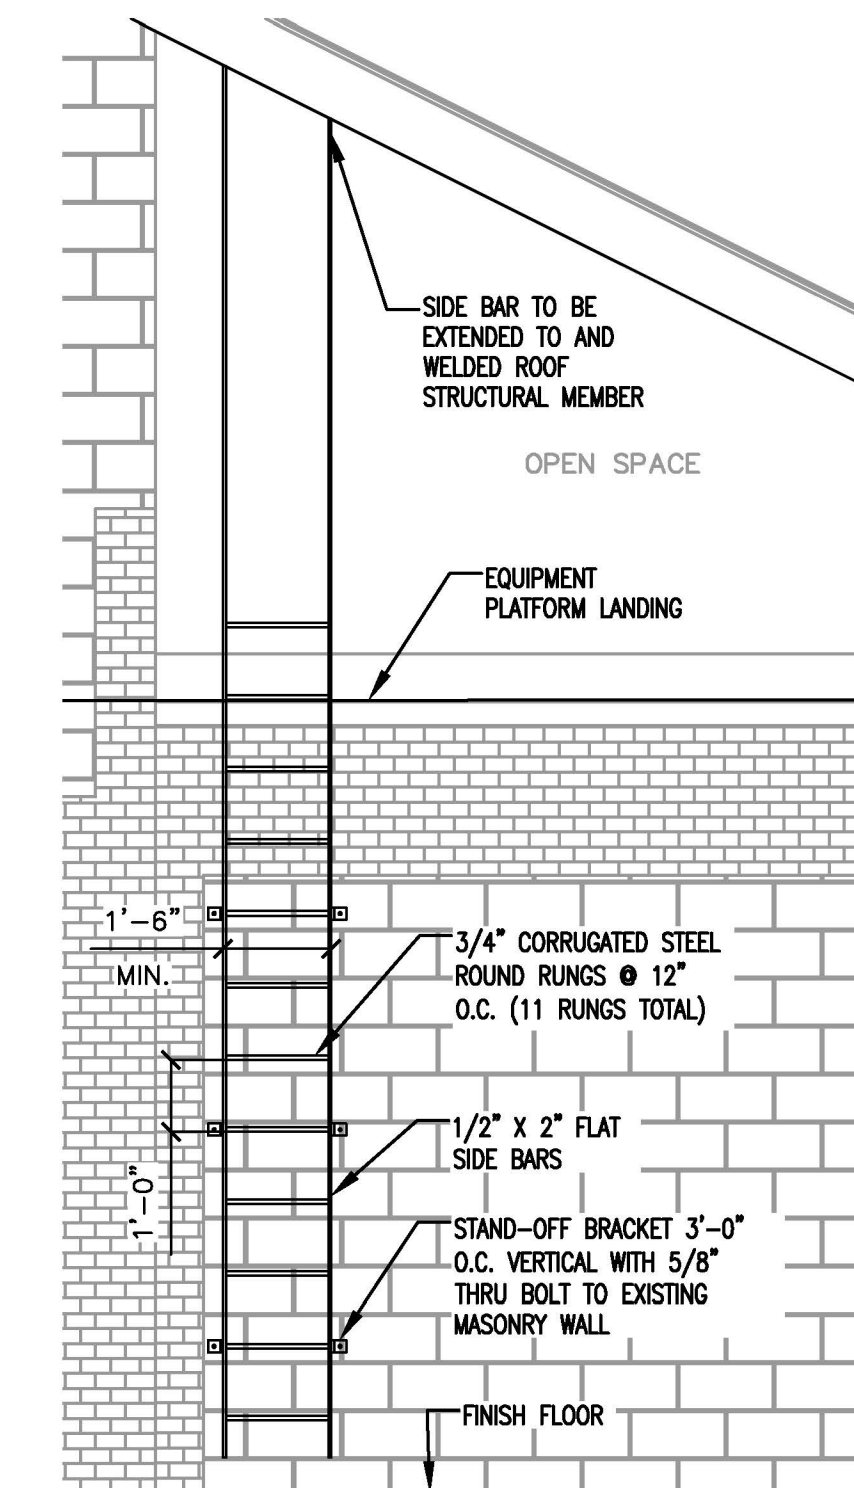 SIDE BAR TO BE
EXTENDED TO AND
WELDED ROOF
STRUCTURAL MEMBER
OPEN SPACE
EQUIPMENT
PLATFORM LANDING
1'-6"
MIN.
3/4" CORRUGATED STEEL
ROUND RUNGS @ 12"
O.C. (11 RUNGS TOTAL)
1/2" X 2" FLAT
SIDE BARS
1'-0"
STAND-OFF BRACKET 3'-0"
O.C. VERTICAL WITH 5/8"
THRU BOLT TO EXISTING
MASONRY WALL
FINISH FLOOR